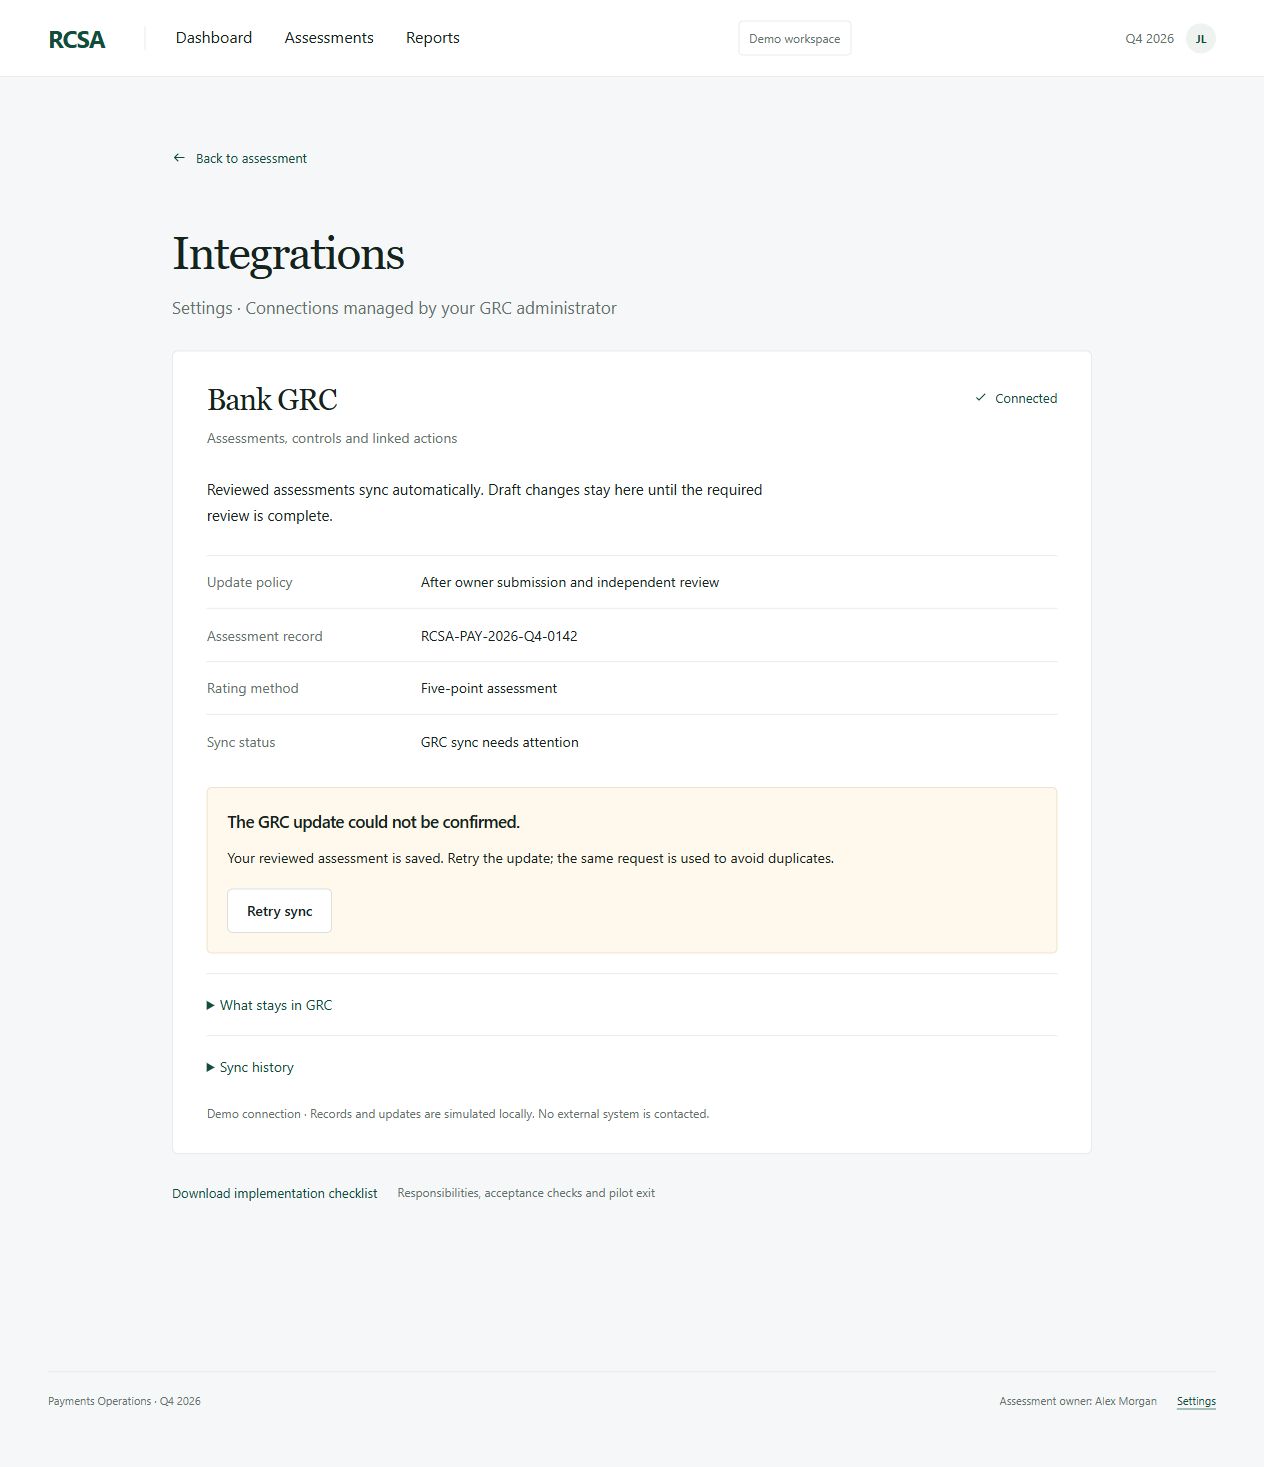 RCSA
Dashboard
Assessments
Reports
Demo workspace
Q4 2026
JL
← Back to assessment
Integrations
Settings · Connections managed by your GRC administrator
Bank GRC
✓ Connected
Assessments, controls and linked actions
Reviewed assessments sync automatically. Draft changes stay here until the required
review is complete.
Update policy
After owner submission and independent review
Assessment record
RCSA-PAY-2026-Q4-0142
Rating method
Five-point assessment
Sync status
GRC sync needs attention
The GRC update could not be confirmed.
Your reviewed assessment is saved. Retry the update; the same request is used to avoid duplicates.
Retry sync
▶ What stays in GRC
▶ Sync history
Demo connection · Records and updates are simulated locally. No external system is contacted.
Download implementation checklist
Responsibilities, acceptance checks and pilot exit
Payments Operations · Q4 2026
Assessment owner: Alex Morgan
Settings